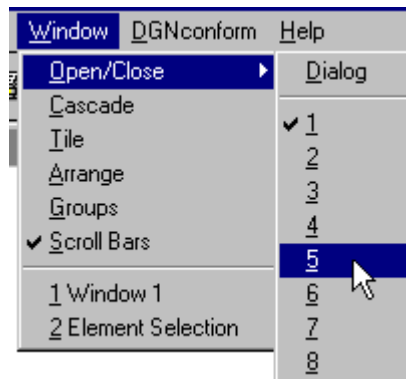 Window DGNconform Help
Open/Close
Cascade
Tile
Arrange
Groups
Scroll Bars
1 Window 1
2 Element Selection
Dialog
1
2
3
4
5
6
7
8